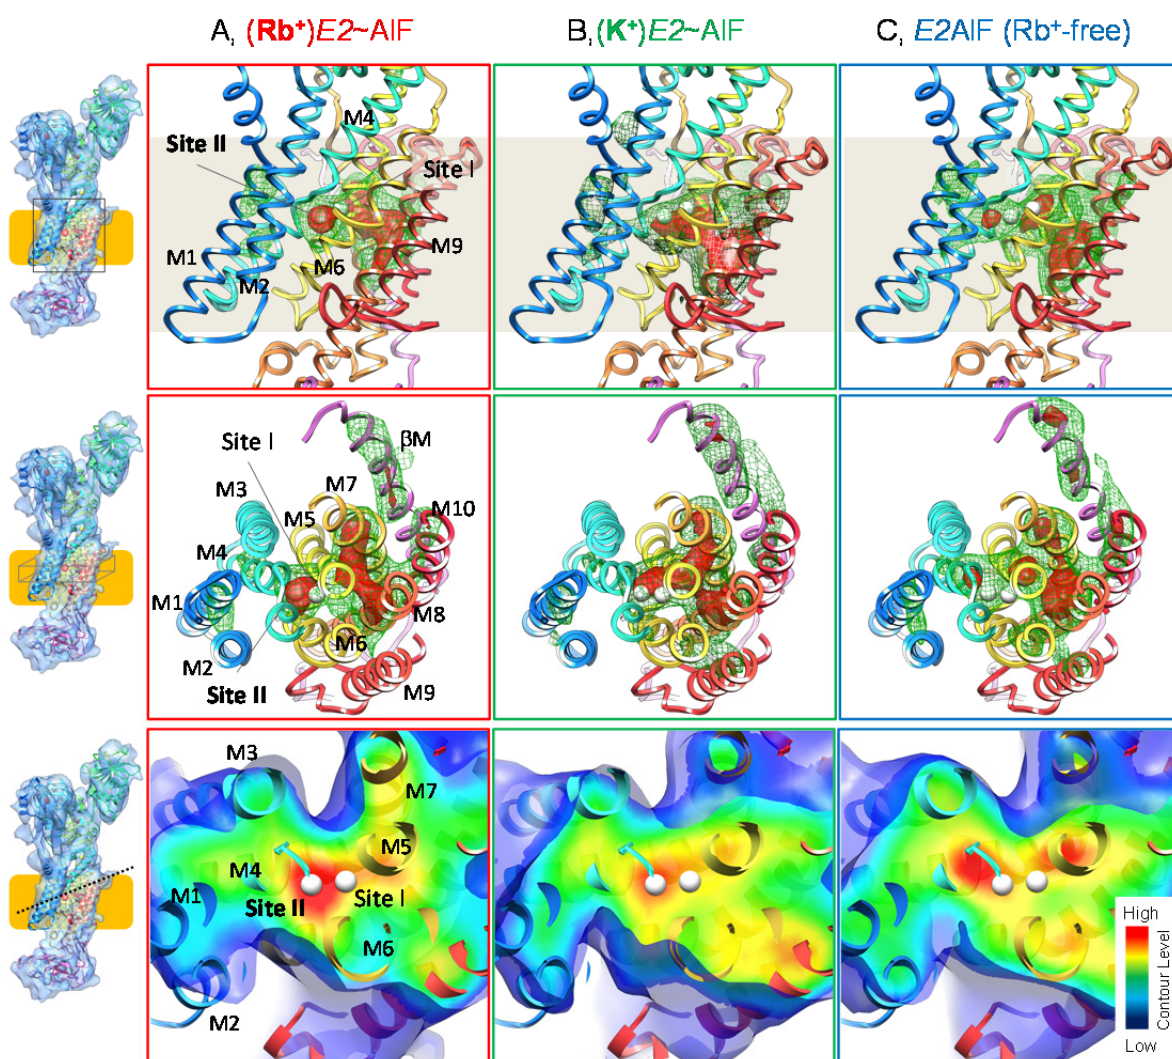 A, (Rb⁺)E2~AlF
B,(K⁺)E2~AlF
C, E2AlF (Rb⁺-free)
M4
Site II
Site I
M1
M2
M6
M9
Site I
βM
M3
M7
M5
M10
M4
M1
M8
M6
M2
Site II
M9
M3
M7
M5
M4
M1
Site II
Site I
M6
M2
High
Contour Level
Low